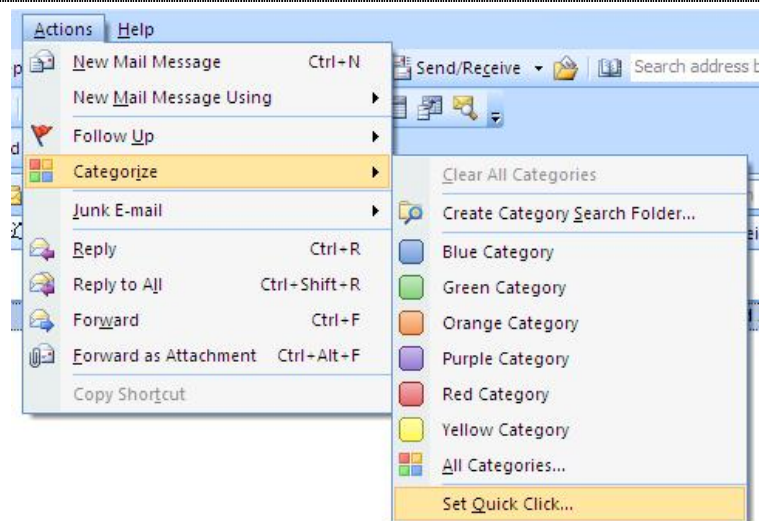 Actions Help
New Mail Message Ctrl+N
Send/Receive Search address b
New Mail Message Using
Follow Up
Categorize
Clear All Categories
Junk E-mail
Create Category Search Folder...
Reply Ctrl+R
Blue Category
Reply to All Ctrl+Shift+R
Green Category
Forward Ctrl+F
Orange Category
Forward as Attachment Ctrl+Alt+F
Purple Category
Copy Shortcut
Red Category
Yellow Category
All Categories...
Set Quick Click...